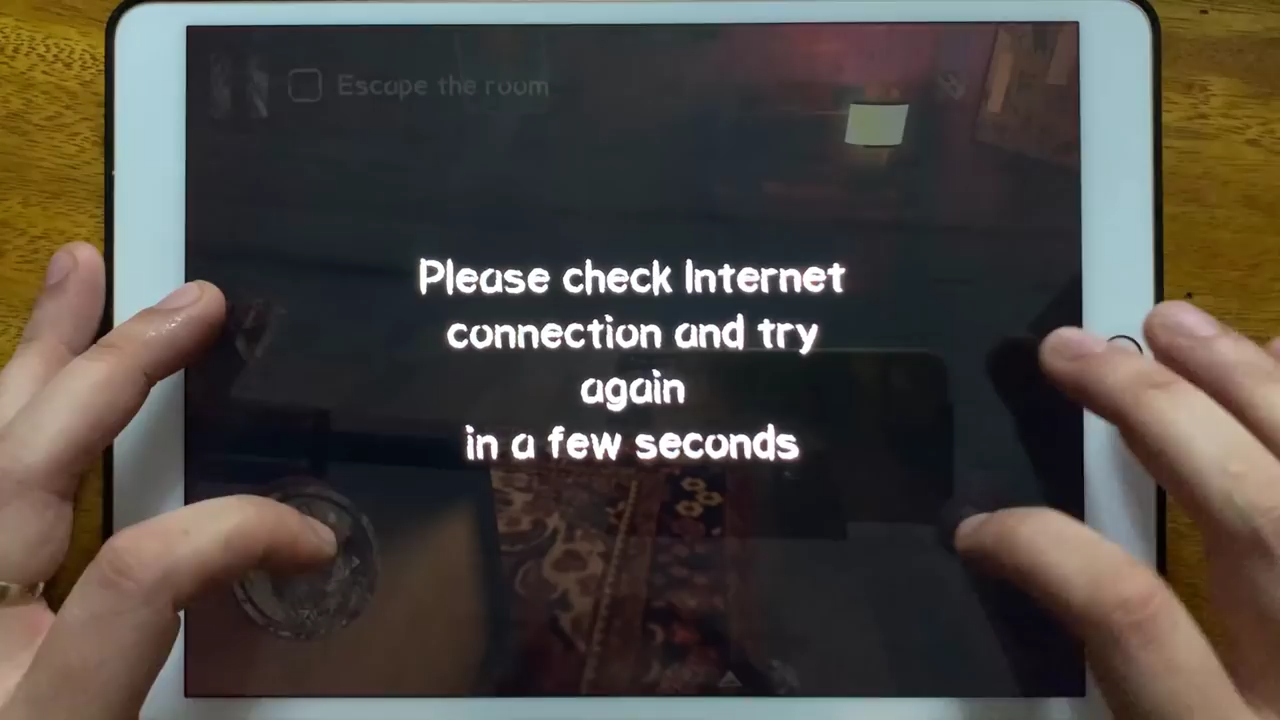 Escape the room
Please check Internet
connection and try
again
in a few seconds